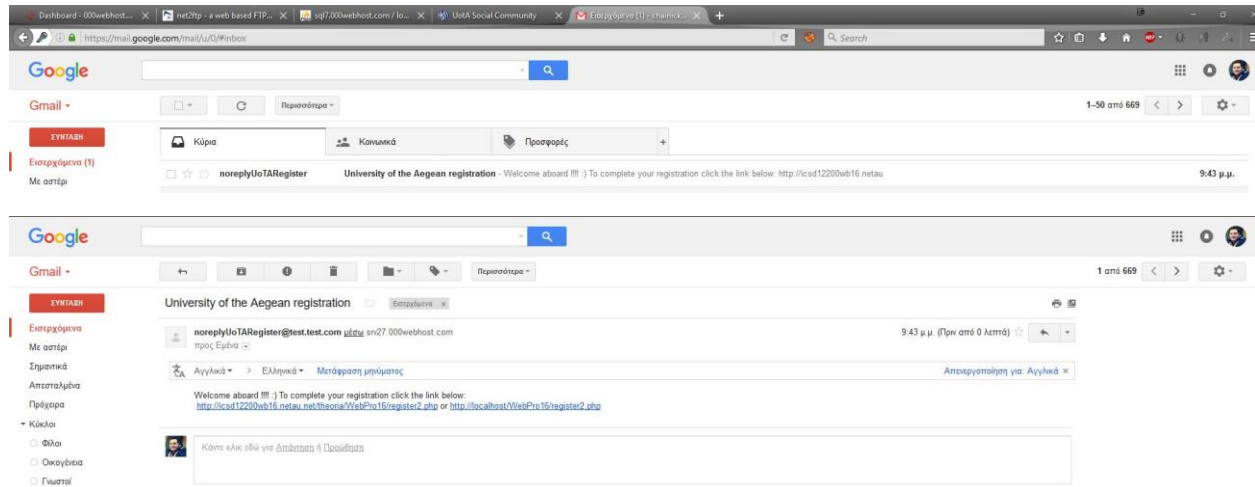 Dashboard - 000webhost....
net2ftp - a web based FTP...
sql7.000webhost.com / lo...
UotA Social Community
Εισερχόμενα (1) - chainick...
https://mail.google.com/mail/u/0/#inbox
Search
Google
Gmail
Περισσότερα
1–50 από 669
ΣΥΝΤΑΞΗ
Κύρια
Κοινωνικά
Προσφορές
Εισερχόμενα (1)
Με αστέρι
noreplyUoTARegister
University of the Aegean registration - Welcome aboard !!!! :) To complete your registration click the link below: http://icsd12200wb16.netau
9:43 μ.μ.
Google
Gmail
Περισσότερα
1 από 669
ΣΥΝΤΑΞΗ
University of the Aegean registration
Εισερχόμενα x
Εισερχόμενα
noreplyUoTARegister@test.test.com μέσω sn27.000webhost.com
9:43 μ.μ. (Πριν από 0 λεπτά)
Με αστέρι
προς Εμένα
Σημαντικά
Αγγλικά > Ελληνικά Μετάφραση μηνύματος
Απενεργοποίηση για: Αγγλικά x
Απεσταλμένα
Πρόχειρα
Welcome aboard !!!! :) To complete your registration click the link below:
http://icsd12200wb16.netau.net/theoria/WebPro16/register2.php or http://localhost/WebPro16/register2.php
Κύκλοι
Φίλοι
Κάντε κλικ εδώ για Απάντηση ή Προώθηση
Οικογένεια
Γνωστοί